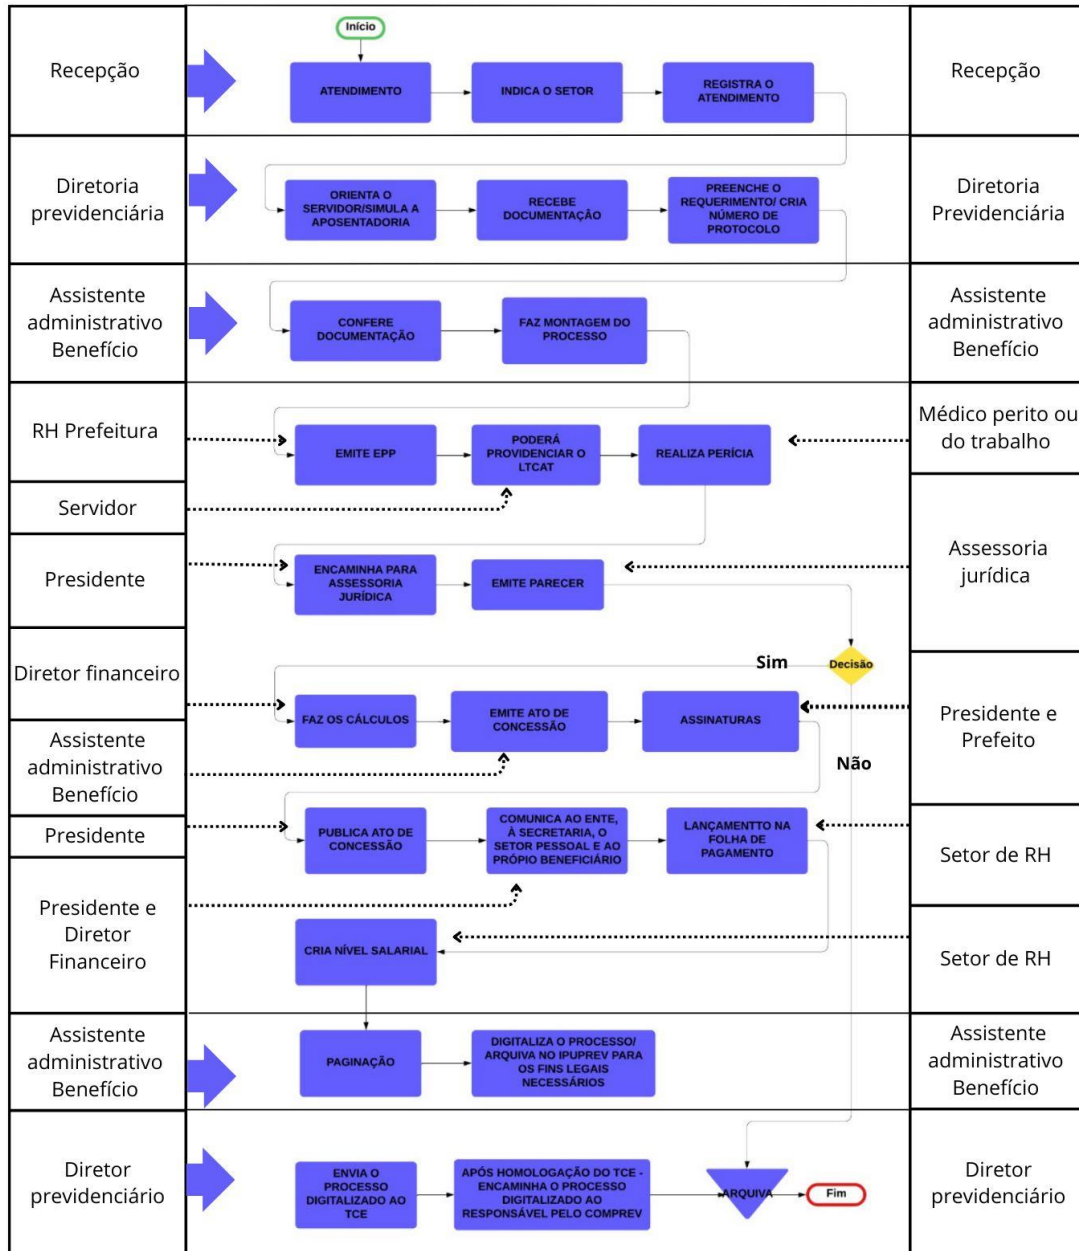 Início
Recepção
ATENDIMENTO
INDICA O SETOR
REGISTRA O
ATENDIMENTO
Recepção
Diretoria
previdenciária
ORIENTA O
SERVIDOR/SIMULA A
APOSENTADORIA
RECEBE
DOCUMENTAÇÃO
PREENCHE O
REQUERIMENTO/ CRIA
NÚMERO DE
PROTOCOLO
Diretoria
Previdenciária
Assistente
administrativo
Benefício
CONFERE
DOCUMENTAÇÃO
FAZ MONTAGEM DO
PROCESSO
Assistente
administrativo
Benefício
RH Prefeitura
EMITE EPP
PODERÁ
PROVIDENCIAR O
LTCAT
REALIZA PERÍCIA
Médico perito ou
do trabalho
Servidor
Presidente
ENCAMINHA PARA
ASSESSORIA
JURÍDICA
EMITE PARECER
Assessoria
jurídica
Diretor financeiro
Sim
Decisão
FAZ OS CÁLCULOS
EMITE ATO DE
CONCESSÃO
ASSINATURAS
Presidente e
Prefeito
Assistente
administrativo
Benefício
Não
Presidente
PUBLICA ATO DE
CONCESSÃO
COMUNICA AO ENTE,
À SECRETARIA, O
SETOR PESSOAL E AO
PRÓPIO BENEFICIÁRIO
LANÇAMENTTO NA
FOLHA DE
PAGAMENTO
Setor de RH
Presidente e
Diretor
Financeiro
CRIA NÍVEL SALARIAL
Setor de RH
Assistente
administrativo
Benefício
PAGINAÇÃO
DIGITALIZA O PROCESSO/
ARQUIVA NO IPUPREV PARA
OS FINS LEGAIS
NECESSÁRIOS
Assistente
administrativo
Benefício
Diretor
previdenciário
ENVIA O
PROCESSO
DIGITALIZADO AO
TCE
APÓS HOMOLOGAÇÃO DO TCE -
ENCAMINHA O PROCESSO
DIGITALIZADO AO
RESPONSÁVEL PELO COMPREV
ARQUIVA
Fim
Diretor
previdenciário